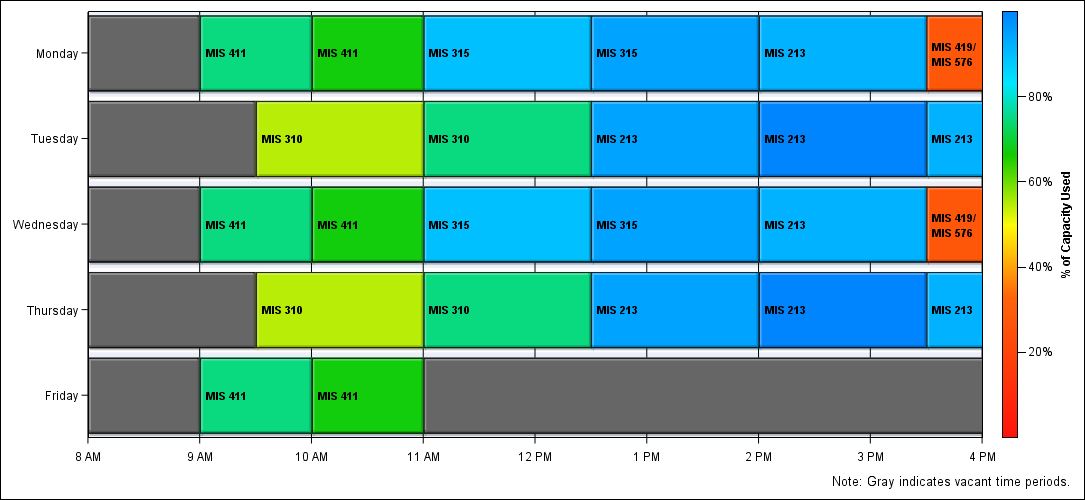 Monday
MIS 411
MIS 411
MIS 315
MIS 315
MIS 213
MIS 419/
MIS 576
Tuesday
MIS 310
MIS 310
MIS 213
MIS 213
MIS 213
Wednesday
MIS 411
MIS 411
MIS 315
MIS 315
MIS 213
MIS 419/
MIS 576
Thursday
MIS 310
MIS 310
MIS 213
MIS 213
MIS 213
Friday
MIS 411
MIS 411
8 AM
9 AM
10 AM
11 AM
12 PM
1 PM
2 PM
3 PM
4 PM
80%
60%
40%
20%
% of Capacity Used
Note: Gray indicates vacant time periods.